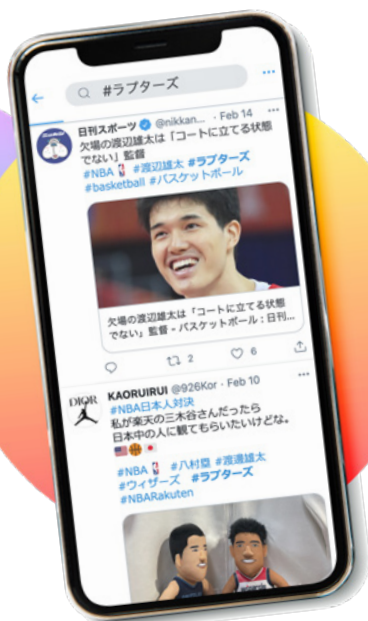 #ラプターズ
日刊スポーツ @nikkan... · Feb 14
欠場の渡辺雄太は「コートに立てる状態
でない」監督
#NBA #渡辺雄太 #ラプターズ
#basketball #バスケットボール
欠場の渡辺雄太は「コートに立てる状態
でない」監督 - バスケットボール : 日刊...
2 6
DIOR
KAORUIRUI @926Kor · Feb 10
#NBA日本人対決
私が楽天の三木谷さんだったら
日本中の人に観てもらいたいけどな。
#NBA #八村塁 #渡邊雄太
#ウィザーズ #ラプターズ
#NBARakuten